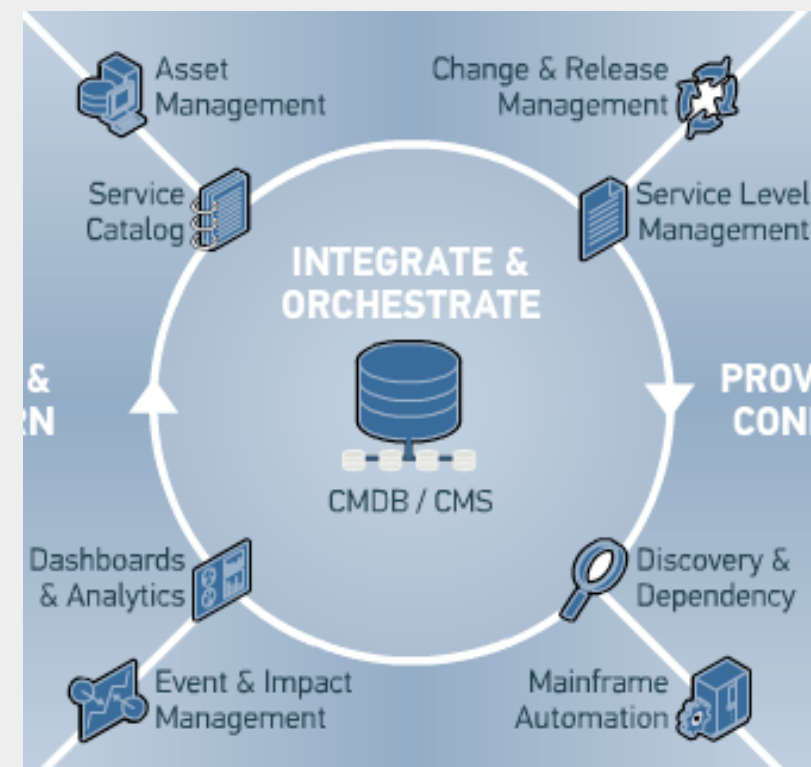 Asset
Management
Change & Release
Management
Service
Catalog
Service Level
Management
INTEGRATE &
ORCHESTRATE
&
RN
PROV
CON
CMDB / CMS
Dashboards
& Analytics
Discovery &
Dependency
Event & Impact
Management
Mainframe
Automation